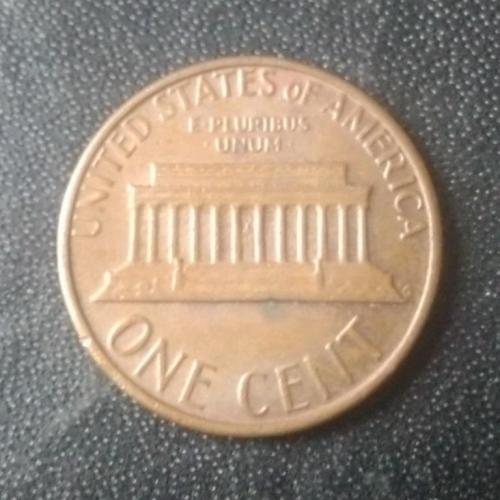 UNITED STATES OF AMERICA
E·PLURIBUS
·UNUM·
ONE CENT